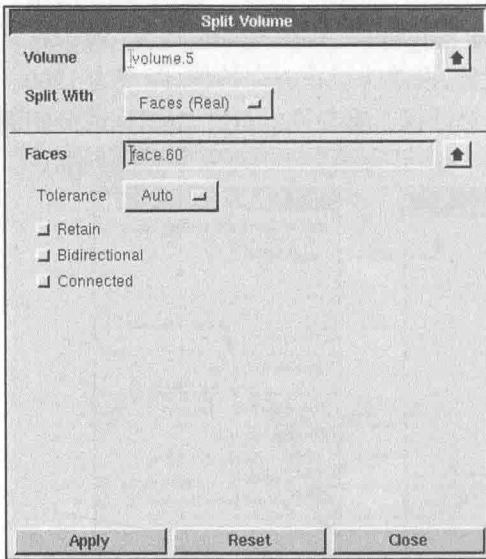 Split Volume
Volume volume.5
Split With Faces (Real)
Faces face.60
Tolerance Auto
Retain
Bidirectional
Connected
Apply Reset Close